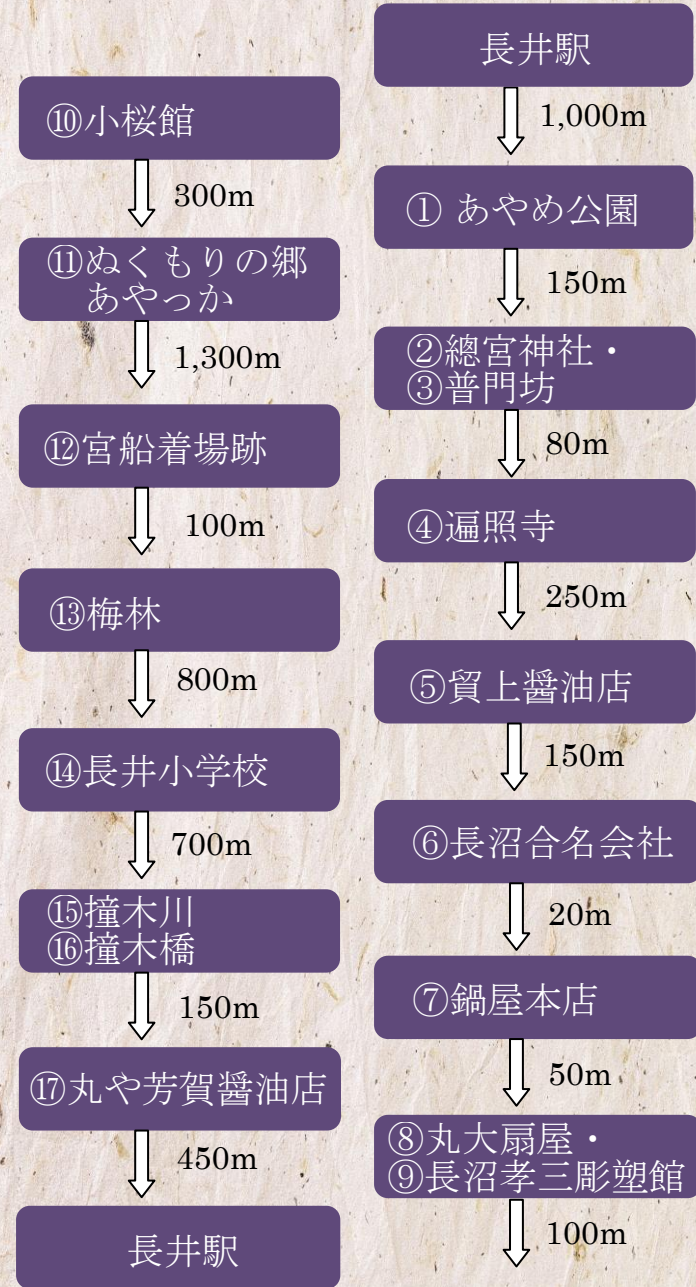 長井駅
1,000m
① あやめ公園
150m
②總宮神社・
③普門坊
80m
④遍照寺
250m
⑤貿上醤油店
150m
⑥長沼合名会社
20m
⑦鍋屋本店
50m
⑧丸大扇屋・
⑨長沼孝三彫塑館
100m
⑩小桜館
300m
⑪ぬくもりの郷
あやっか
1,300m
⑫宮船着場跡
100m
⑬梅林
800m
⑭長井小学校
700m
⑮撞木川
⑯撞木橋
150m
⑰丸や芳賀醤油店
450m
長井駅